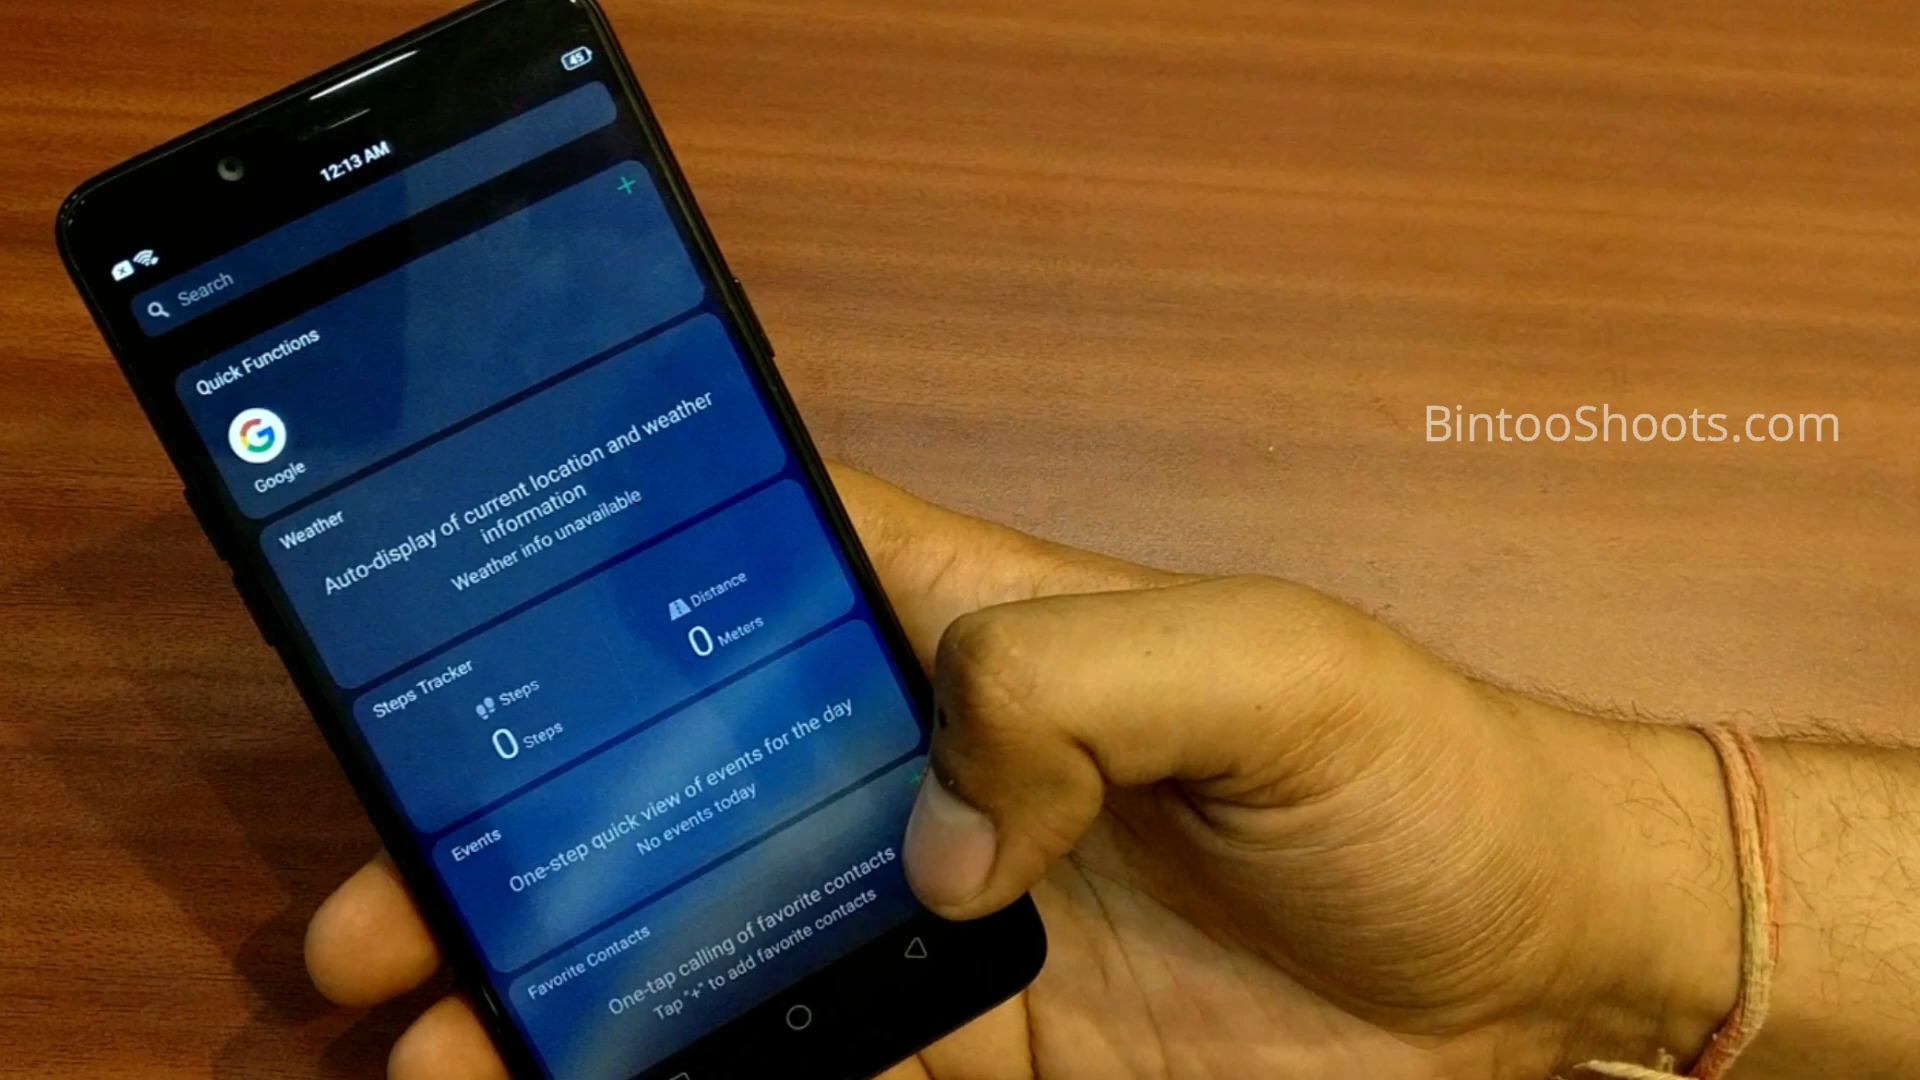 45
12:13 AM
Search
Quick Functions
Google
Weather
Auto-display of current location and weather
information
Weather info unavailable
Steps Tracker
Steps
0 Steps
Distance
0 Meters
Events
One-step quick view of events for the day
No events today
Favorite Contacts
One-tap calling of favorite contacts
Tap "+" to add favorite contacts
BintooShoots.com